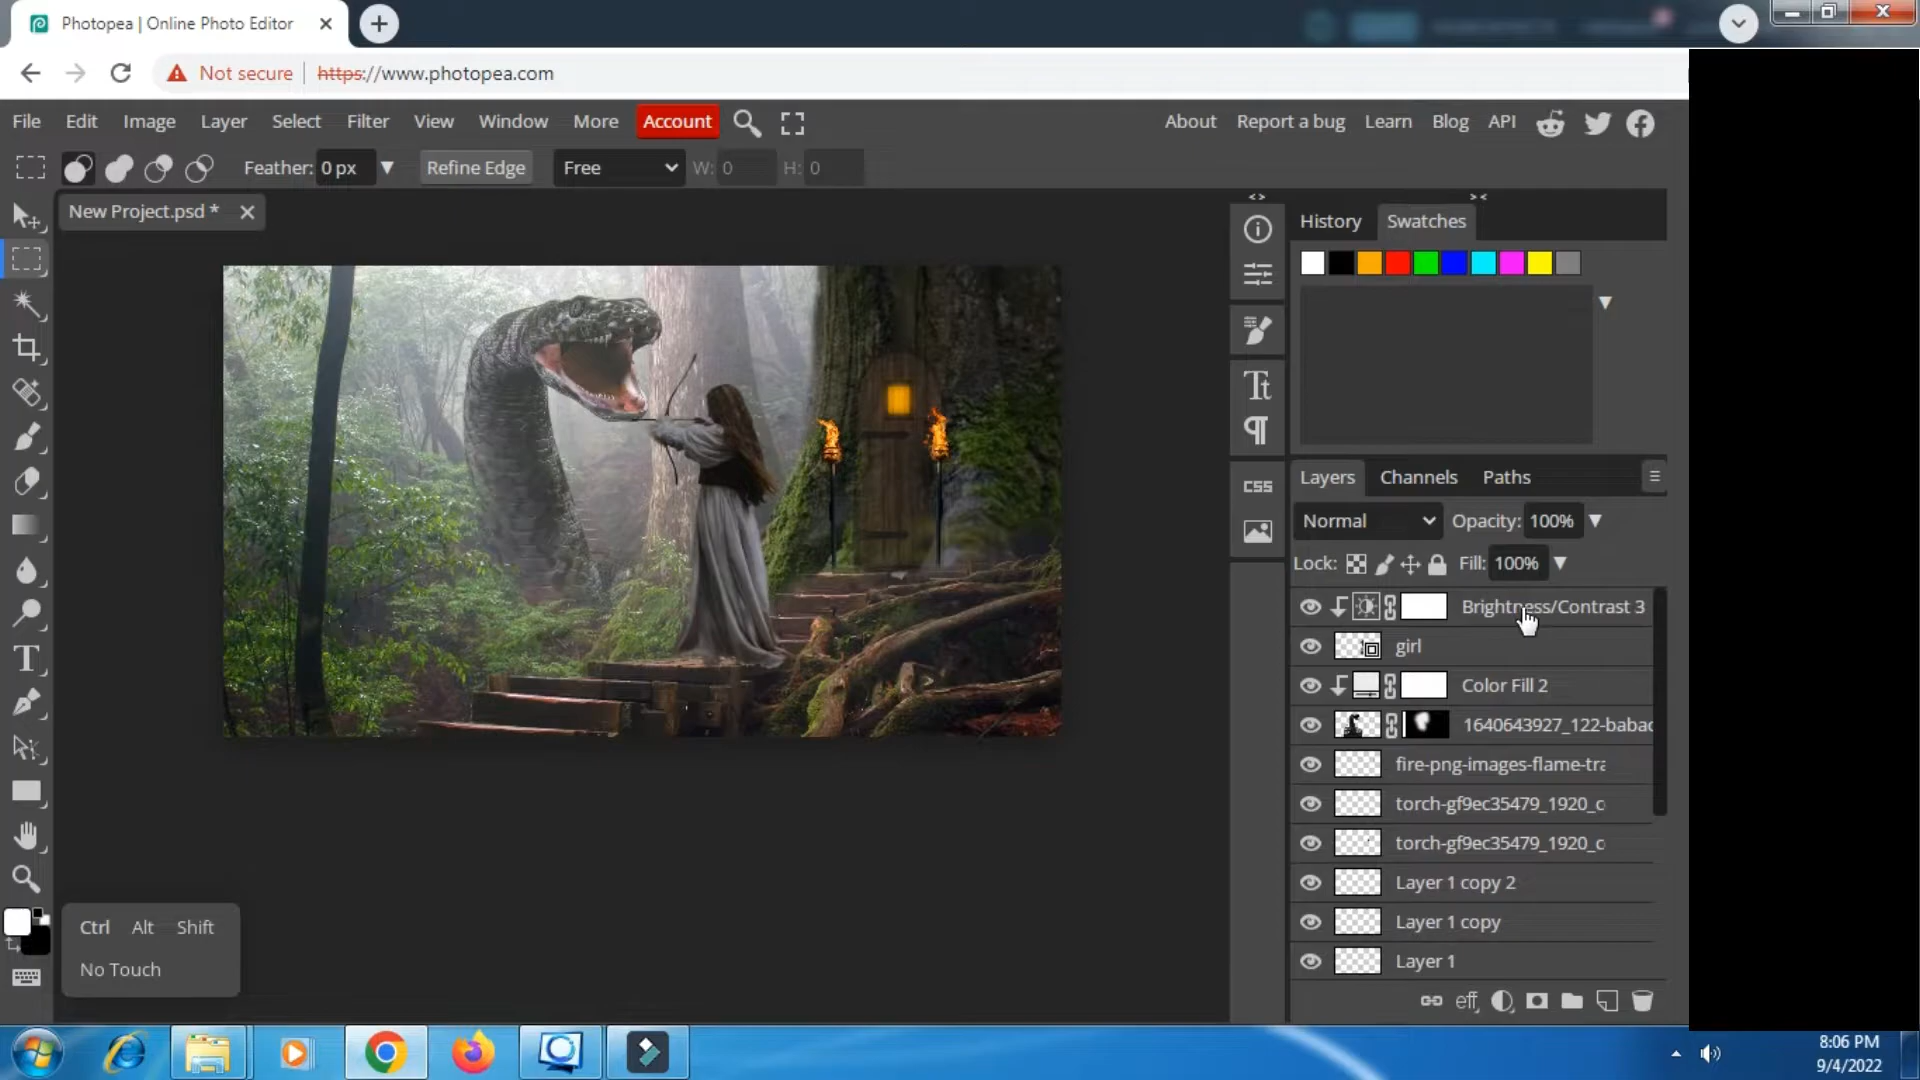 Photopea | Online Photo Editor
Not secure
https://www.photopea.com
File Edit Image Layer Select Filter View Window More Account
About Report a bug Learn Blog API
Feather: 0 px
Refine Edge
Free
W: 0
H: 0
New Project.psd *
History Swatches
CSS
Layers Channels Paths
Normal
Opacity: 100%
Lock:
Fill: 100%
Brightness/Contrast 3
girl
Color Fill 2
1640643927_122-babac
fire-png-images-flame-tra
torch-gf9ec35479_1920_c
torch-gf9ec35479_1920_c
Layer 1 copy 2
Layer 1 copy
Layer 1
Ctrl Alt Shift
No Touch
eff
8:06 PM
9/4/2022